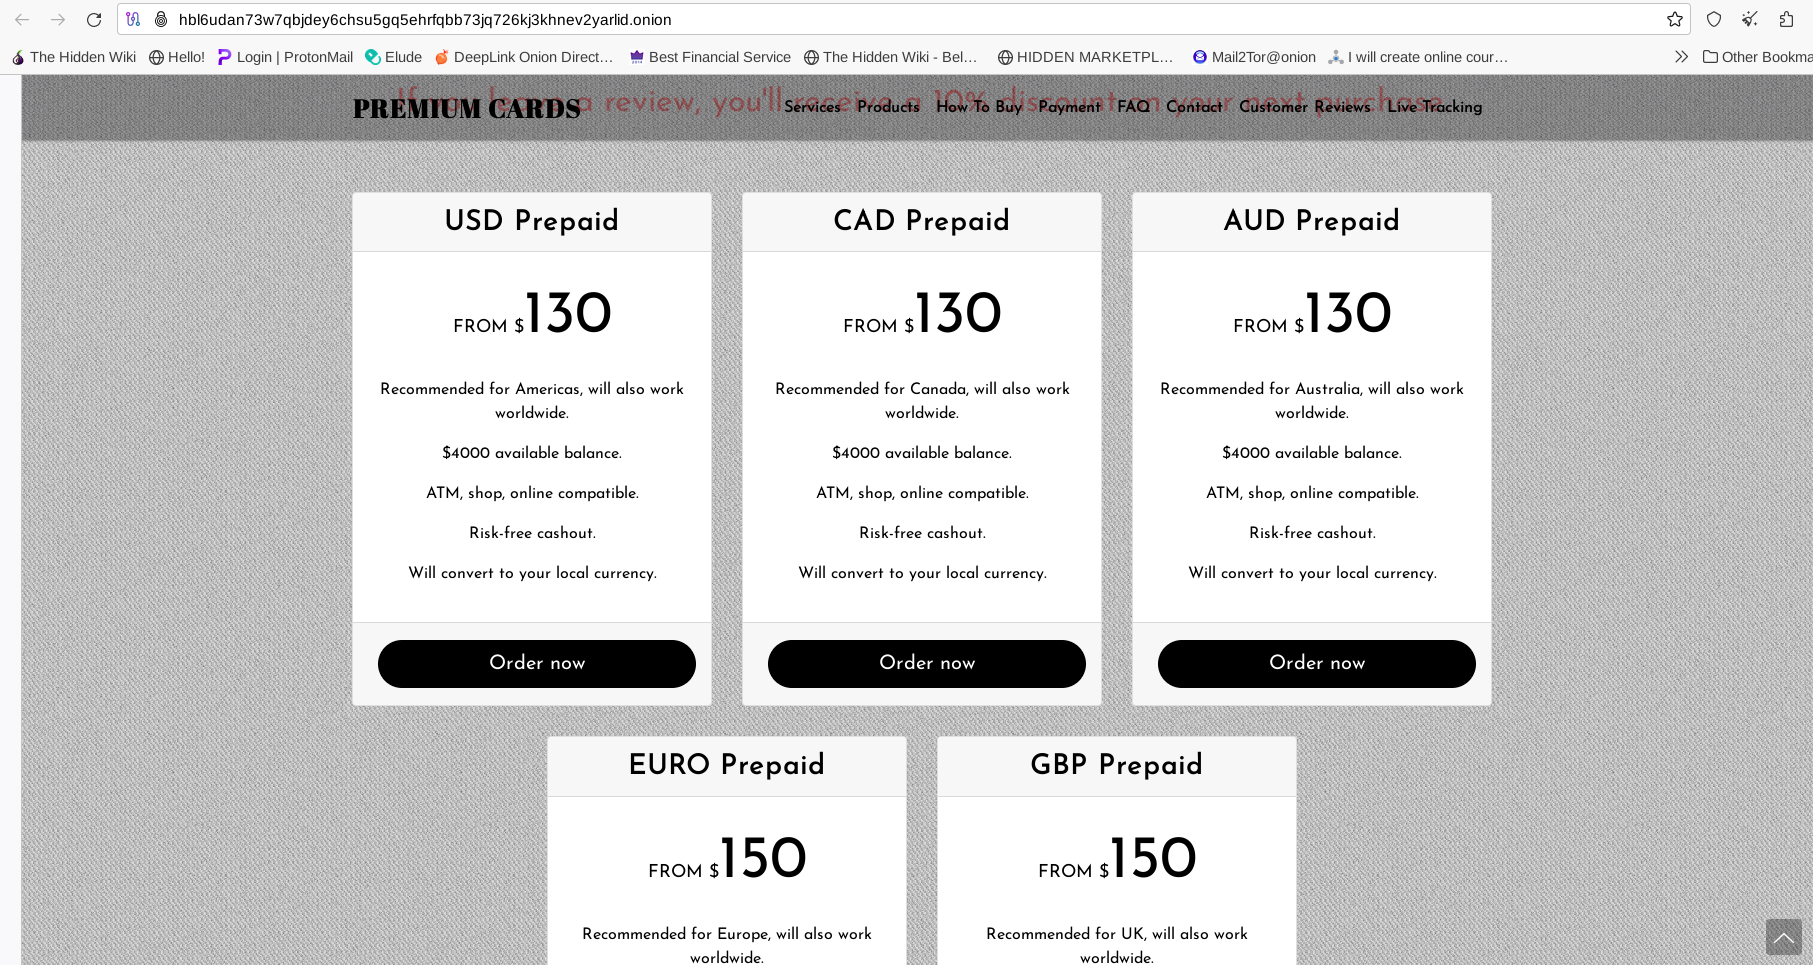 hbl6udan73w7qbjdey6chsu5gq5ehrfqbb73jq726kj3khnev2yarlid.onion
The Hidden Wiki Hello! Login | ProtonMail Elude DeepLink Onion Direct… Best Financial Service The Hidden Wiki - Bel… HIDDEN MARKETPL… Mail2Tor@onion I will create online cour… Other Bookma
If you leave a review, you'll receive a 10% discount on your next purchase
PREMIUM CARDS Services Products How To Buy Payment FAQ Contact Customer Reviews Live Tracking
USD Prepaid
FROM $130
Recommended for Americas, will also work
worldwide.
$4000 available balance.
ATM, shop, online compatible.
Risk-free cashout.
Will convert to your local currency.
Order now
CAD Prepaid
FROM $130
Recommended for Canada, will also work
worldwide.
$4000 available balance.
ATM, shop, online compatible.
Risk-free cashout.
Will convert to your local currency.
Order now
AUD Prepaid
FROM $130
Recommended for Australia, will also work
worldwide.
$4000 available balance.
ATM, shop, online compatible.
Risk-free cashout.
Will convert to your local currency.
Order now
EURO Prepaid
FROM $150
Recommended for Europe, will also work
worldwide.
GBP Prepaid
FROM $150
Recommended for UK, will also work
worldwide.